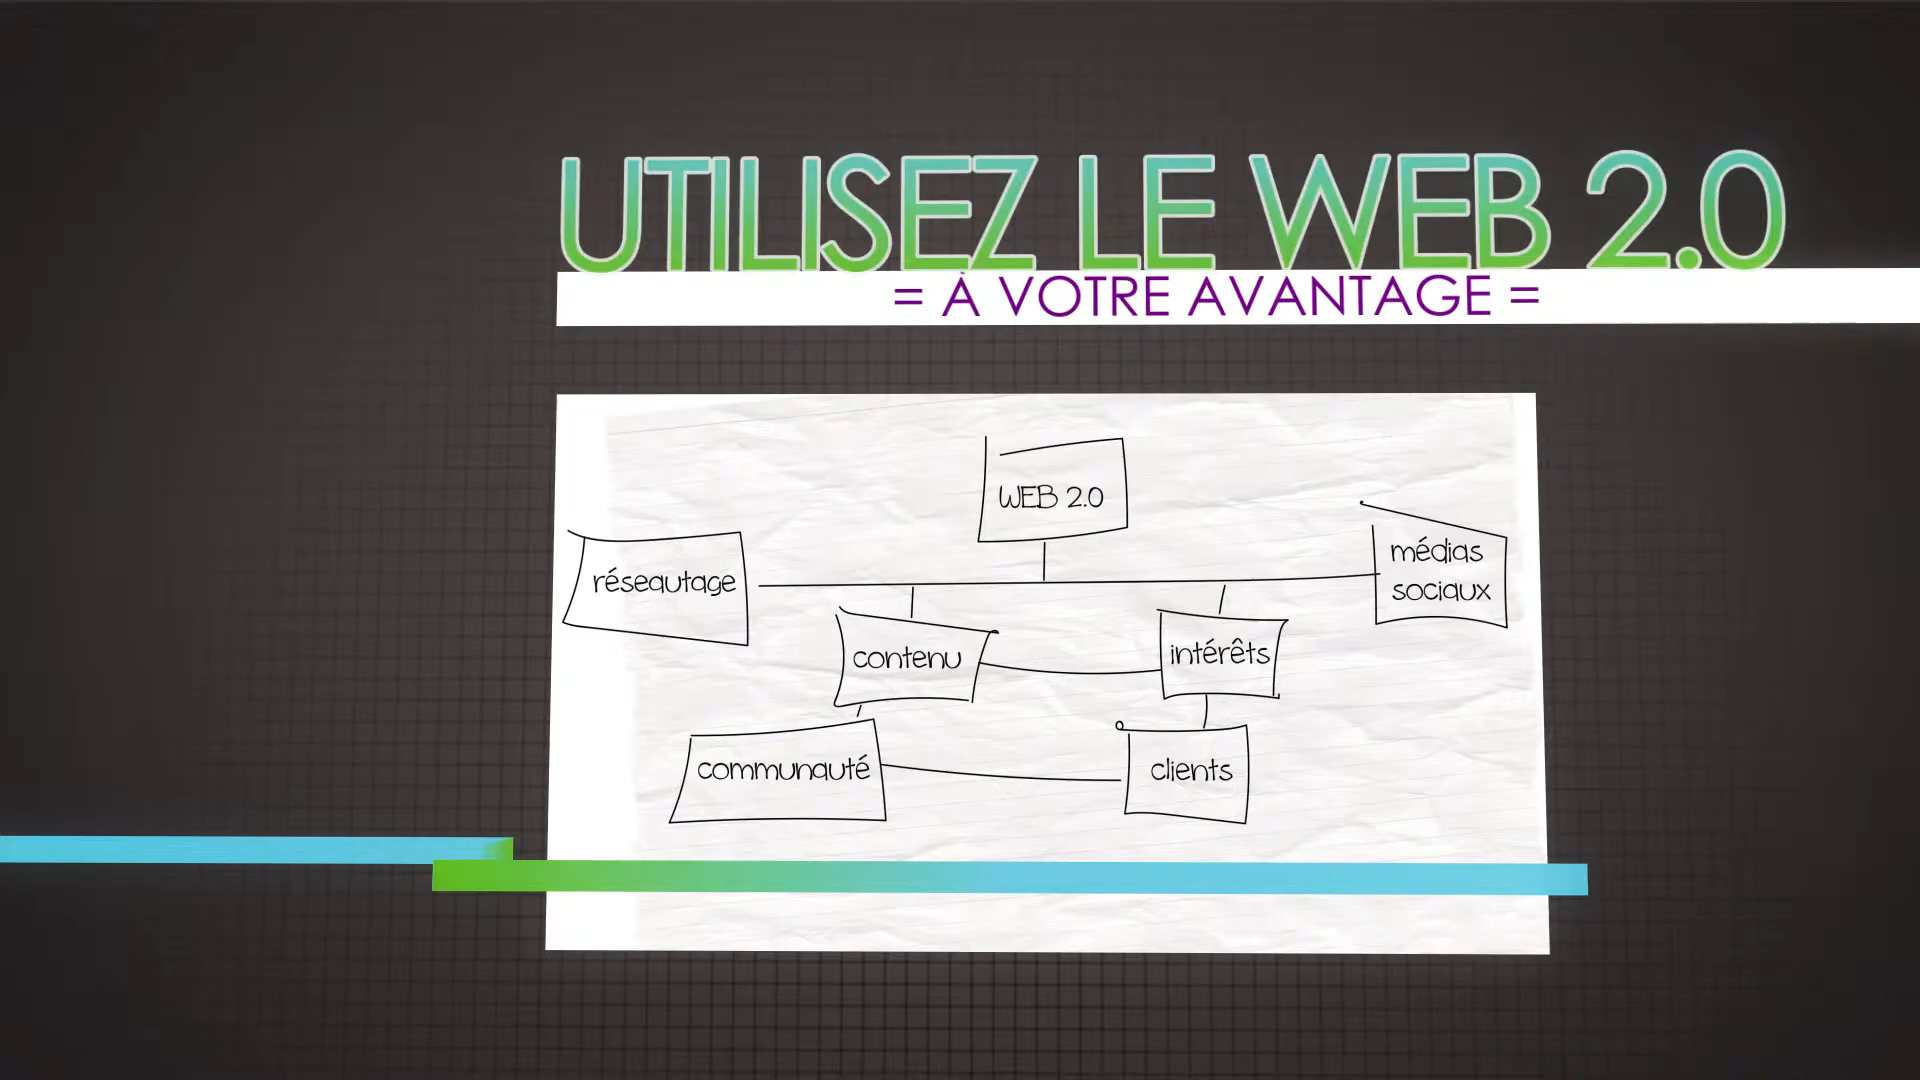 UTILISEZ LE WEB 2.0
= À VOTRE AVANTAGE =
WEB 2.0
réseautage
médias
sociaux
contenu
intérêts
communauté
clients